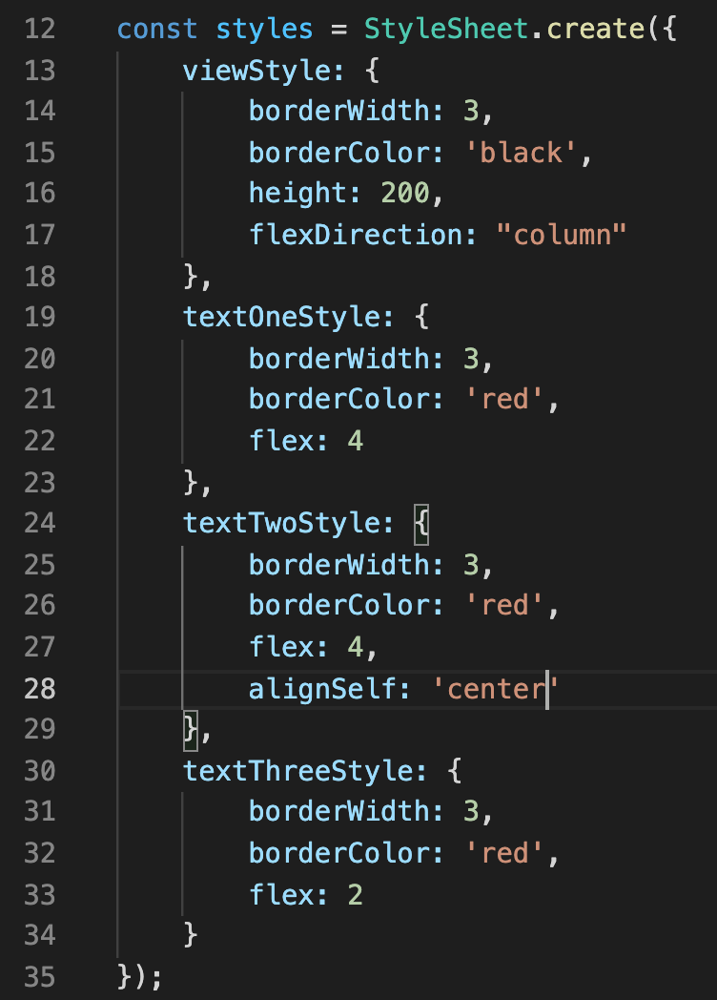 12 const styles = StyleSheet.create({
13 viewStyle: {
14 borderWidth: 3,
15 borderColor: 'black',
16 height: 200,
17 flexDirection: "column"
18 },
19 textOneStyle: {
20 borderWidth: 3,
21 borderColor: 'red',
22 flex: 4
23 },
24 textTwoStyle: {
25 borderWidth: 3,
26 borderColor: 'red',
27 flex: 4,
28 alignSelf: 'center'
29 },
30 textThreeStyle: {
31 borderWidth: 3,
32 borderColor: 'red',
33 flex: 2
34 }
35 });